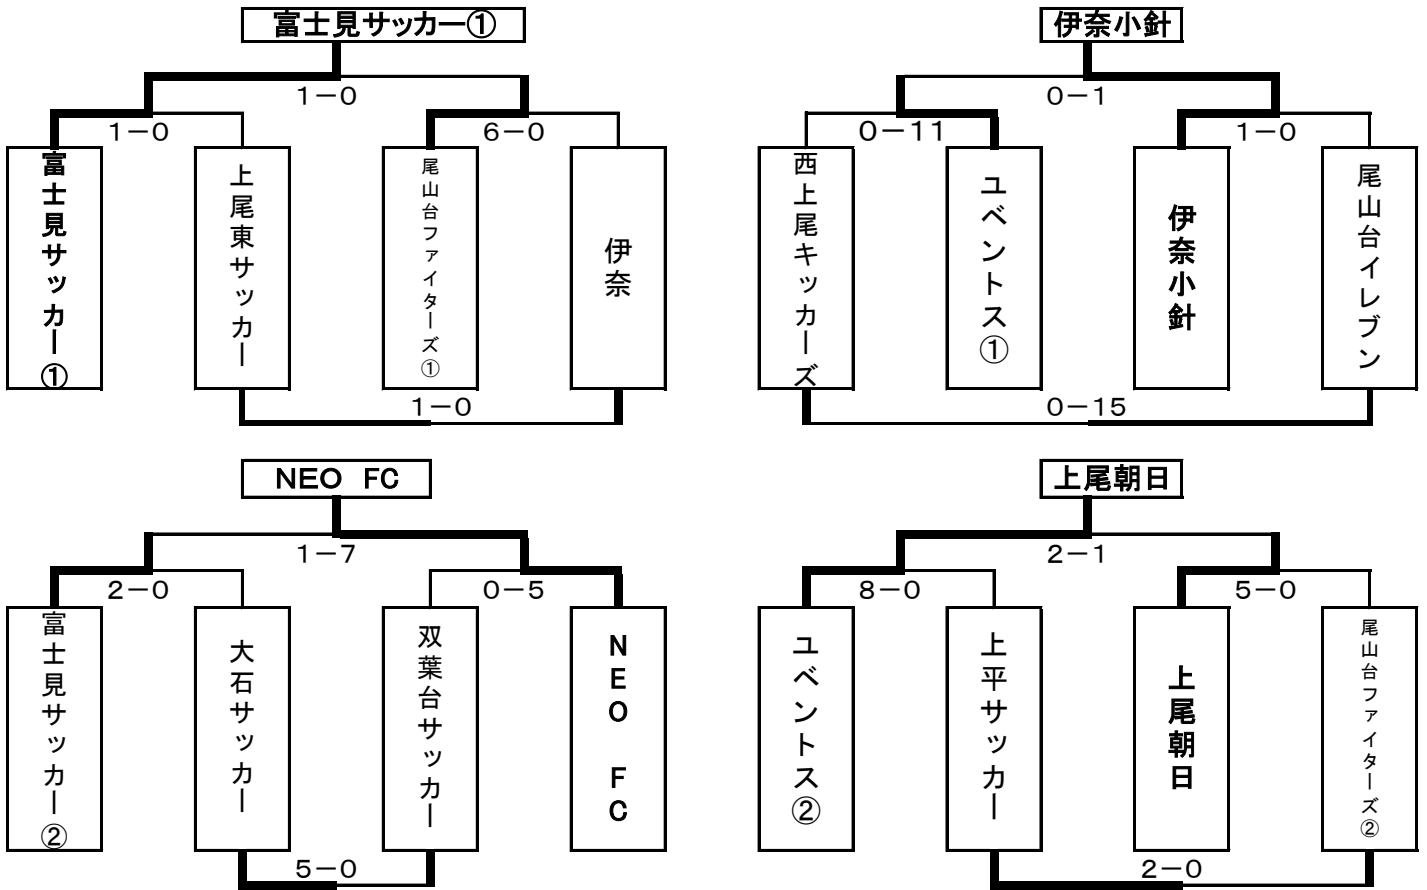 富士見サッカー①
1－0
1－0
6－0
富士見サッカー①
上尾東サッカー
尾山台ファイターズ①
伊奈
1－0
伊奈小針
0－1
0－11
1－0
西上尾キッカーズ
ユベントス①
伊奈小針
尾山台イレブン
0－15
NEO　FC
1－7
2－0
0－5
富士見サッカー②
大石サッカー
双葉台サッカー
NEO　FC
5－0
上尾朝日
2－1
8－0
5－0
ユベントス②
上平サッカー
上尾朝日
尾山台ファイターズ②
2－0